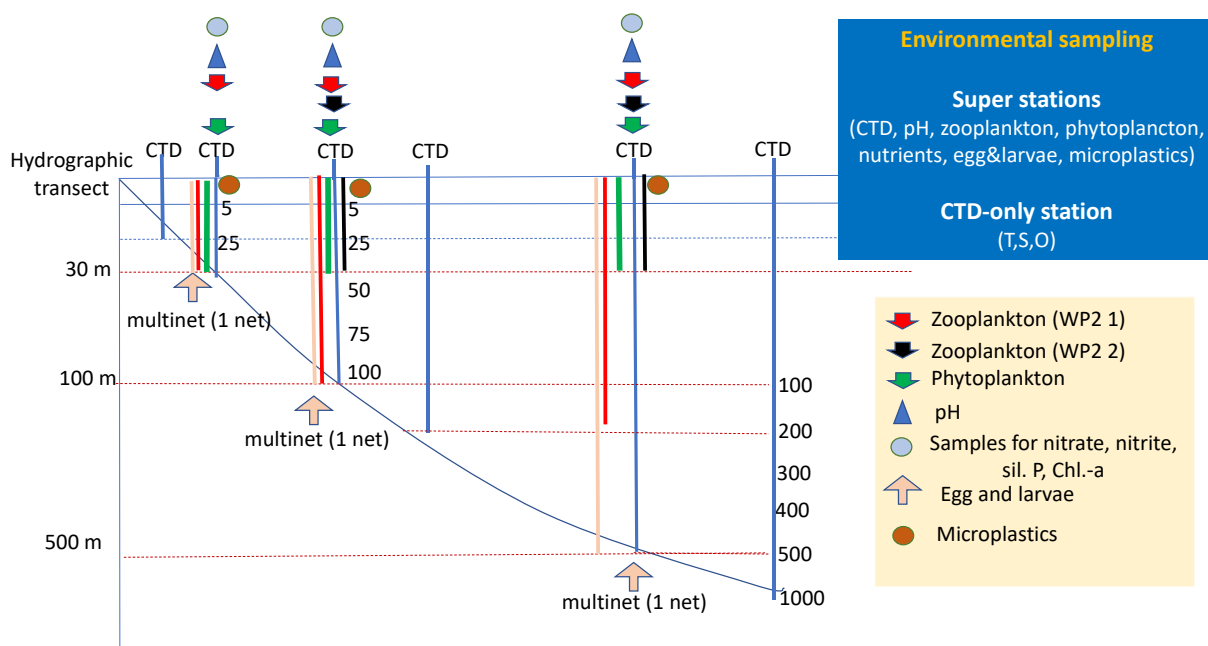 Environmental sampling
Super stations
(CTD, pH, zooplankton, phytoplancton,
nutrients, egg&larvae, microplastics)
CTD-only station
(T,S,O)
CTD CTD CTD CTD CTD CTD
Hydrographic
transect
5 5
25 25
30 m
50
multinet (1 net)
75
100
100 m
100
multinet (1 net)
200
300
400
500 m
500
multinet (1 net)
1000
Zooplankton (WP2 1)
Zooplankton (WP2 2)
Phytoplankton
pH
Samples for nitrate, nitrite,
sil. P, Chl.-a
Egg and larvae
Microplastics